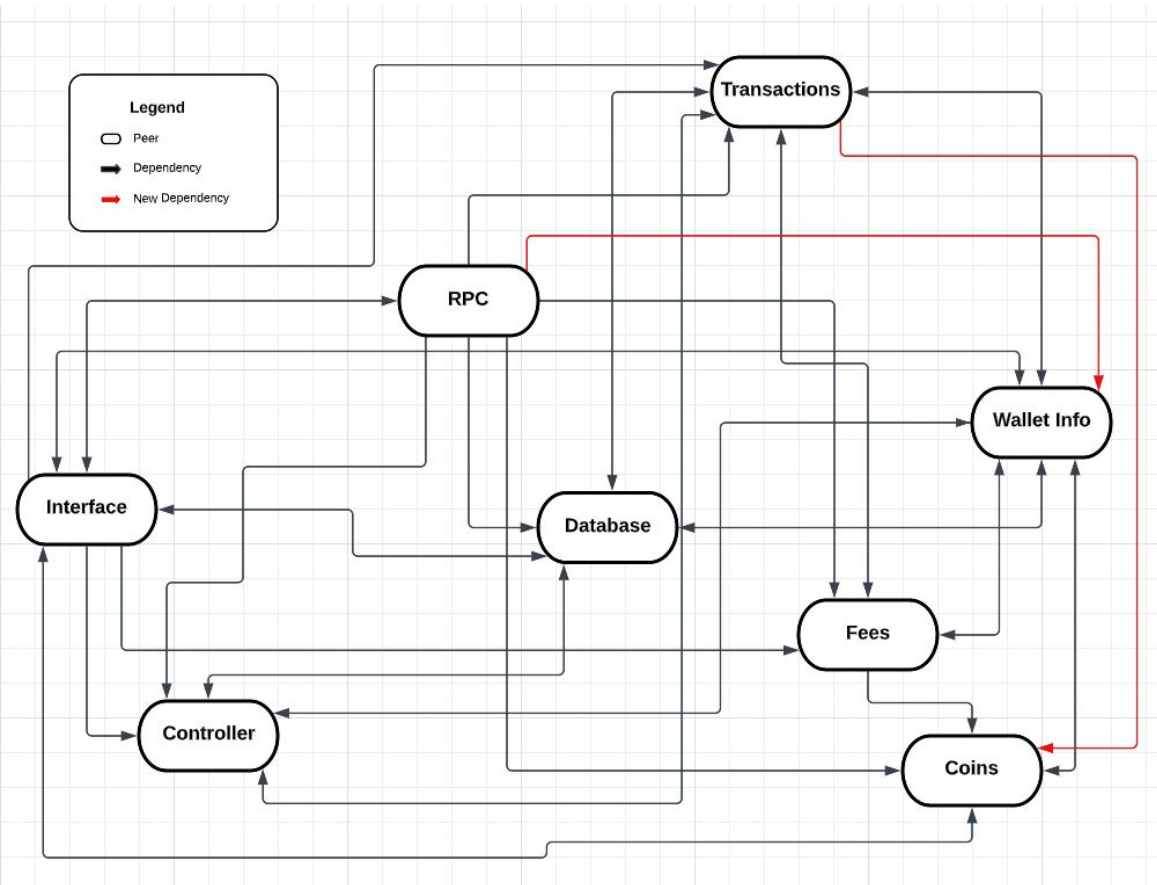 Transactions
Legend
Peer
Dependency
New Dependency
RPC
Wallet Info
Interface
Database
Fees
Controller
Coins